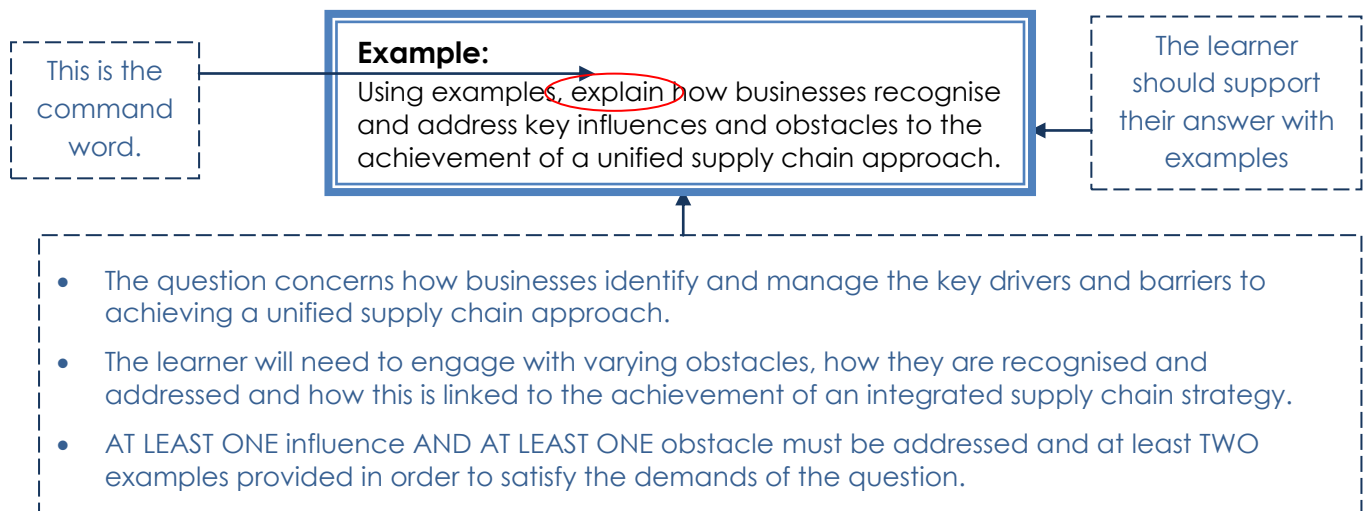 This is the
command
word.
Example:
Using examples, explain how businesses recognise
and address key influences and obstacles to the
achievement of a unified supply chain approach.
The learner
should support
their answer with
examples
• The question concerns how businesses identify and manage the key drivers and barriers to
achieving a unified supply chain approach.
• The learner will need to engage with varying obstacles, how they are recognised and
addressed and how this is linked to the achievement of an integrated supply chain strategy.
• AT LEAST ONE influence AND AT LEAST ONE obstacle must be addressed and at least TWO
examples provided in order to satisfy the demands of the question.